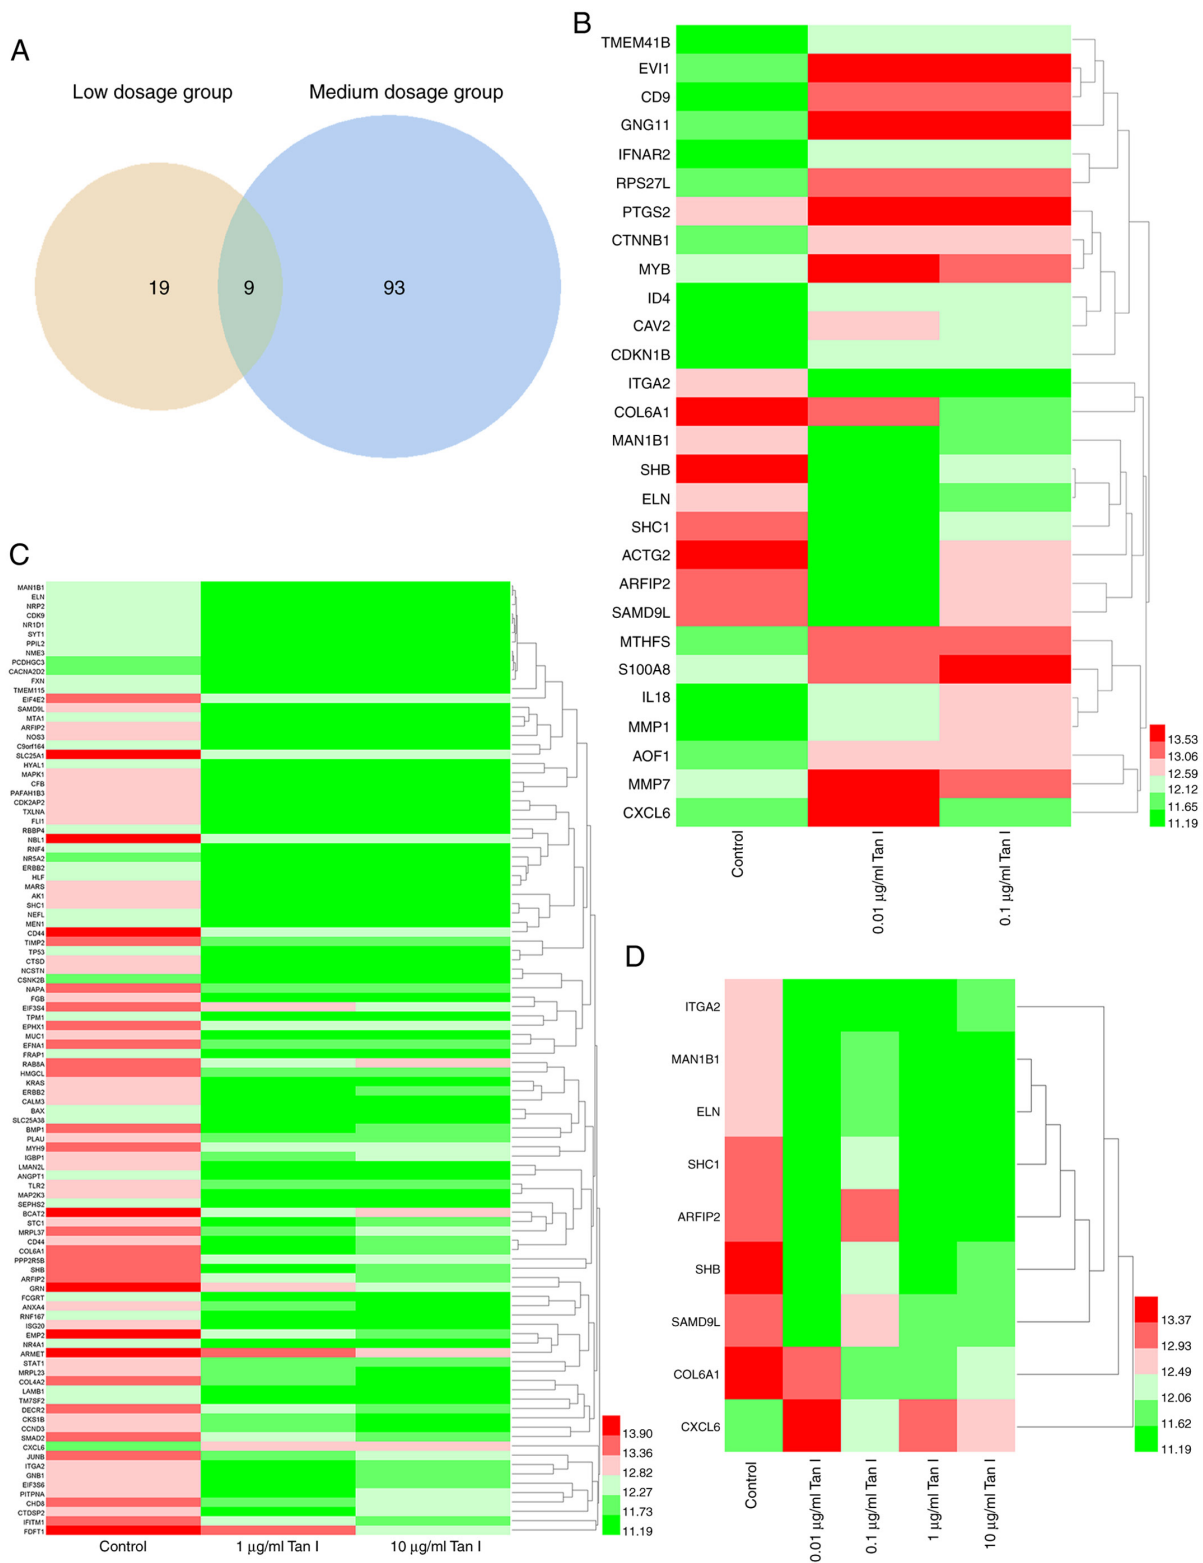 A
Low dosage group
Medium dosage group
19
9
93
B
TMEM41B
EVI1
CD9
GNG11
IFNAR2
RPS27L
PTGS2
CTNNB1
MYB
ID4
CAV2
CDKN1B
ITGA2
COL6A1
MAN1B1
SHB
ELN
SHC1
ACTG2
ARFIP2
SAMD9L
MTHFS
S100A8
IL18
MMP1
AOF1
MMP7
CXCL6
13.53
13.06
12.59
12.12
11.65
11.19
Control
0.01 µg/ml Tan I
0.1 µg/ml Tan I
C
MAN1B1
ELN
NRP2
CDK9
NR1D1
SYT1
PPIL2
NME3
PCDHGC3
CACNA2D2
FXN
TMEM115
EIF4E2
SAMD9L
MTA1
ARFIP2
NOS3
C9orf164
SLC25A1
HYAL1
MAPK1
CFB
PAFAH1B3
CDK2AP2
TXLNA
FLI1
RBBP4
NBL1
RNF4
NR5A2
ERBB2
HLF
MARS
AK1
SHC1
NEFL
MEN1
CD44
TIMP2
TP53
CTSD
NCSTN
CSNK2B
NAPA
FGB
EIF3S4
TPM1
EPHX1
MUC1
EFNA1
FRAP1
RAB8A
HMGCL
KRAS
ERBB2
CALM3
BAX
SLC25A38
BMP1
PLAU
MYH9
IGBP1
LMAN2L
ANGPT1
TLR2
MAP2K3
SEPHS2
BCAT2
STC1
MRPL37
CD44
COL6A1
PPP2R5B
SHB
ARFIP2
GRN
FCGRT
ANXA4
RNF167
ISG20
EMP2
NR4A1
ARMET
STAT1
MRPL23
COL4A2
LAMB1
TM7SF2
DECR2
CKS1B
CCND3
SMAD2
CXCL6
JUNB
ITGA2
GNB1
EIF3S6
PITPNA
CHD8
CTDSP2
IFITM1
FDFT1
13.90
13.36
12.82
12.27
11.73
11.19
Control
1 µg/ml Tan I
10 µg/ml Tan I
D
ITGA2
MAN1B1
ELN
SHC1
ARFIP2
SHB
SAMD9L
COL6A1
CXCL6
13.37
12.93
12.49
12.06
11.62
11.19
Control
0.01 µg/ml Tan I
0.1 µg/ml Tan I
1 µg/ml Tan I
10 µg/ml Tan I